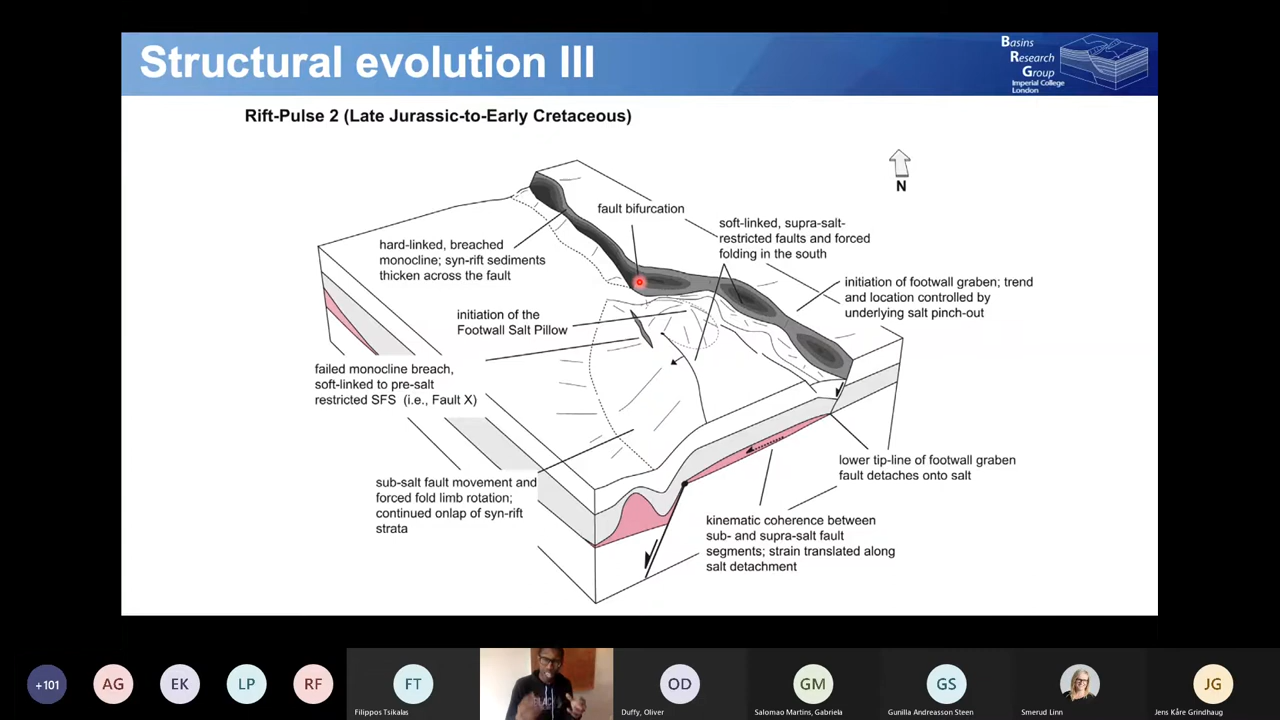 Structural evolution III
Basins
Research
Group
Imperial College
London
Rift-Pulse 2 (Late Jurassic-to-Early Cretaceous)
N
fault bifurcation
soft-linked, supra-salt-
restricted faults and forced
folding in the south
hard-linked, breached
monocline; syn-rift sediments
thicken across the fault
initiation of footwall graben; trend
and location controlled by
underlying salt pinch-out
initiation of the
Footwall Salt Pillow
failed monocline breach,
soft-linked to pre-salt
restricted SFS (i.e., Fault X)
lower tip-line of footwall graben
fault detaches onto salt
sub-salt fault movement and
forced fold limb rotation;
continued onlap of syn-rift
strata
kinematic coherence between
sub- and supra-salt fault
segments; strain translated along
salt detachment
+101
AG
EK
LP
RF
FT
Filippos Tsikalas
OD
Duffy, Oliver
GM
Salomao Martins, Gabriela
GS
Gunilla Andreasson Steen
Smerud Linn
JG
Jens Kåre Grindhaug